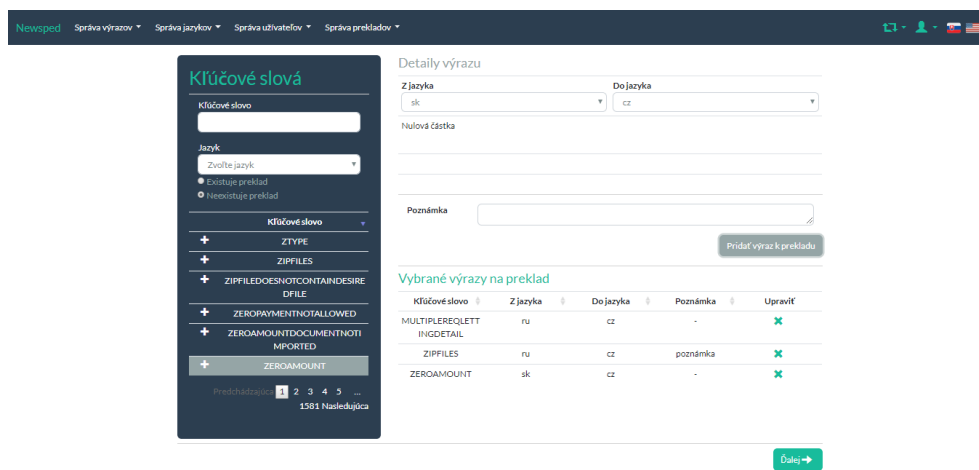 Newsped Správa výrazov Správa jazykov Správa užívateľov Správa prekladov
Kľúčové slová
Kľúčové slovo
Jazyk
Zvoľte jazyk
Existuje preklad
Neexistuje preklad
Kľúčové slovo
ZTYPE
ZIPFILES
ZIPFILEDOESNOTCONTAINDESIRE
DFILE
ZEROPAYMENTNOTALLOWED
ZEROAMOUNTDOCUMENTNOTI
MPORTED
ZEROAMOUNT
Predchádzajúca 1 2 3 4 5 ...
1581 Nasledujúca
Detaily výrazu
Z jazyka Do jazyka
sk cz
Nulová částka
Poznámka
Pridať výraz k prekladu
Vybrané výrazy na preklad
Kľúčové slovo Z jazyka Do jazyka Poznámka Upraviť
MULTIPLEREQLETT
INGDETAIL ru cz -
ZIPFILES ru cz poznámka
ZEROAMOUNT sk cz -
Ďalej